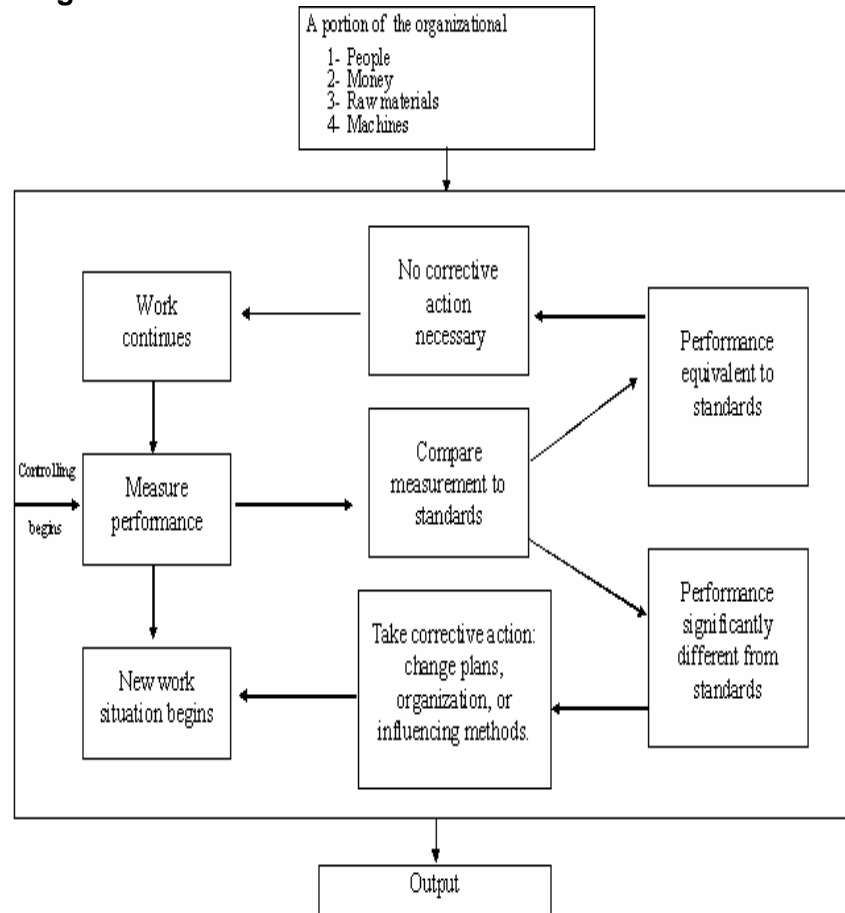 g
A portion of the organizational
1- People
2- Money
3- Raw materials
4- Machines
No corrective
action
necessary
Work
continues
Performance
equivalent to
standards
Controlling
begins
Measure
performance
Compare
measurement to
standards
Performance
significantly
different from
standards
Take corrective action:
change plans,
organization, or
influencing methods.
New work
situation begins
Output